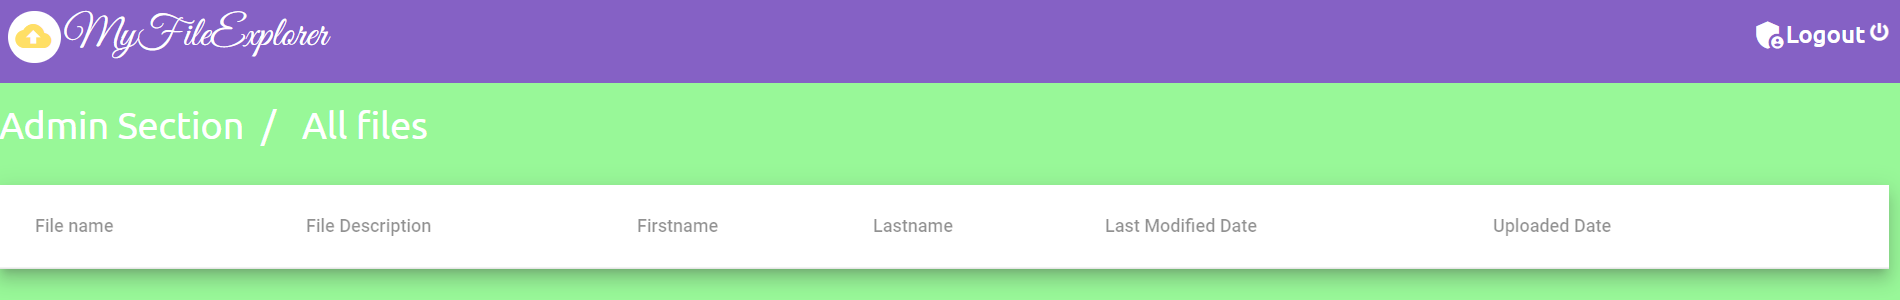 MyFileExplorer
Logout
Admin Section / All files
File name File Description Firstname Lastname Last Modified Date Uploaded Date